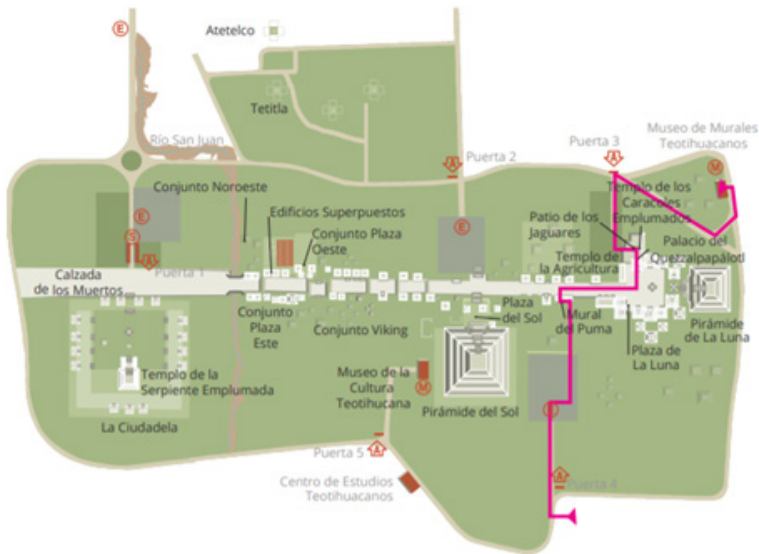 E
Atetelco
Tetitla
Río San Juan
Puerta 2
A
Puerta 3
A
Museo de Murales
Teotihuacanos
M
Conjunto Noroeste
E
S
A
Puerta 1
Edificios Superpuestos
Conjunto Plaza
Oeste
E
Templo de los
Caracoles
Emplumados
Patio de los
Jaguares
Palacio del
Quetzalpapálotl
Templo de
la Agricultura
Calzada
de los Muertos
Conjunto
Plaza
Este
Conjunto Viking
Plaza
del Sol
Mural
del Puma
Plaza de
La Luna
Pirámide
de La Luna
Templo de la
Serpiente Emplumada
La Ciudadela
Museo de la
Cultura
Teotihucana
M
Pirámide del Sol
Puerta 5
A
Centro de Estudios
Teotihuacanos
A
Puerta 4